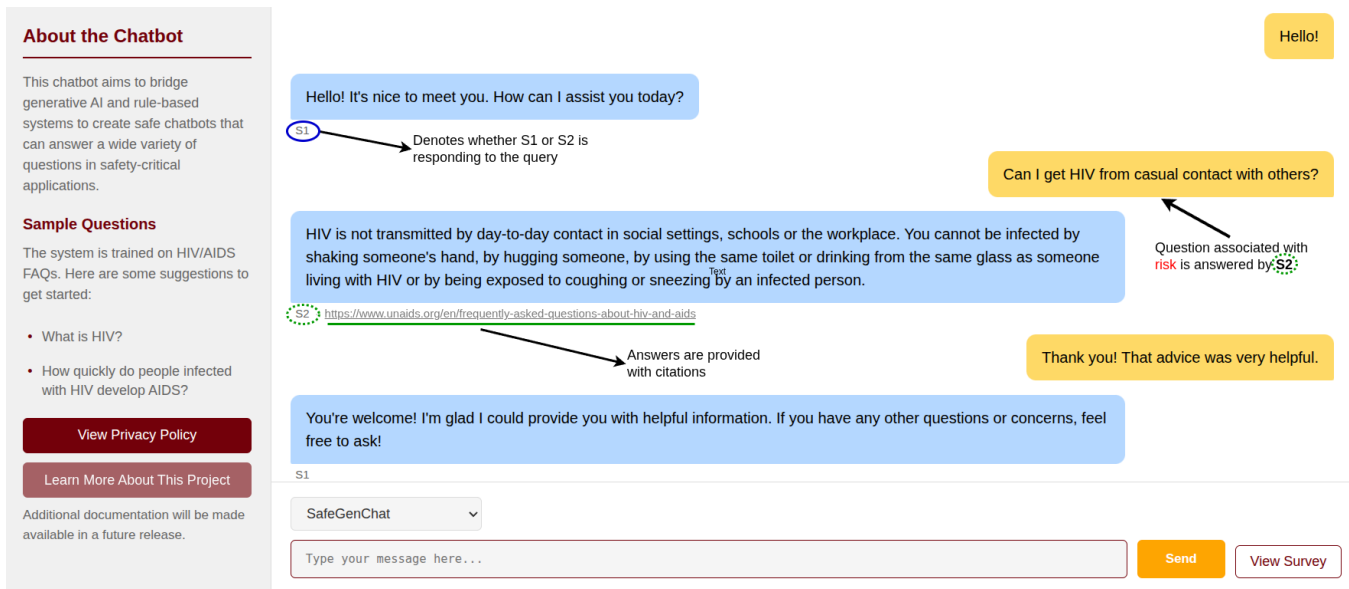 About the Chatbot
This chatbot aims to bridge
generative AI and rule-based
systems to create safe chatbots that
can answer a wide variety of
questions in safety-critical
applications.
Sample Questions
The system is trained on HIV/AIDS
FAQs. Here are some suggestions to
get started:
• What is HIV?
• How quickly do people infected
with HIV develop AIDS?
View Privacy Policy
Learn More About This Project
Additional documentation will be made
available in a future release.
Hello!
Hello! It's nice to meet you. How can I assist you today?
S1
Denotes whether S1 or S2 is
responding to the query
Can I get HIV from casual contact with others?
Question associated with
risk is answered by S2
HIV is not transmitted by day-to-day contact in social settings, schools or the workplace. You cannot be infected by
shaking someone's hand, by hugging someone, by using the same toilet or drinking from the same glass as someone
Text
living with HIV or by being exposed to coughing or sneezing by an infected person.
S2 https://www.unaids.org/en/frequently-asked-questions-about-hiv-and-aids
Answers are provided
with citations
Thank you! That advice was very helpful.
You're welcome! I'm glad I could provide you with helpful information. If you have any other questions or concerns, feel
free to ask!
S1
SafeGenChat
Type your message here...
Send
View Survey